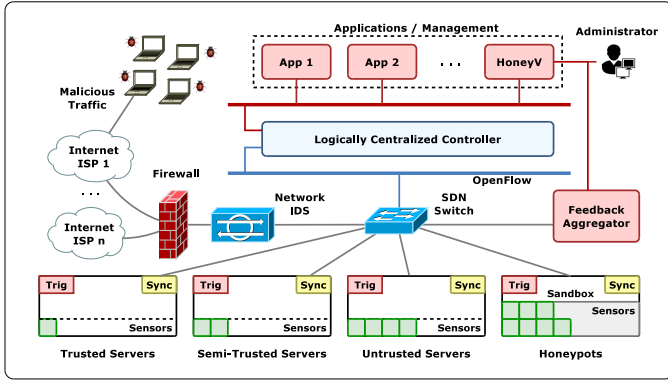 Applications / Management
Administrator
App 1
App 2
. . .
HoneyV
Malicious
Traffic
Logically Centralized Controller
Internet
ISP 1
. . .
Firewall
Network
IDS
OpenFlow
SDN
Switch
Internet
ISP n
Feedback
Aggregator
Trig
Sync
Trig
Sync
Trig
Sync
Trig
Sync
Sandbox
Sensors
Sensors
Sensors
Sensors
Trusted Servers
Semi-Trusted Servers
Untrusted Servers
Honeypots